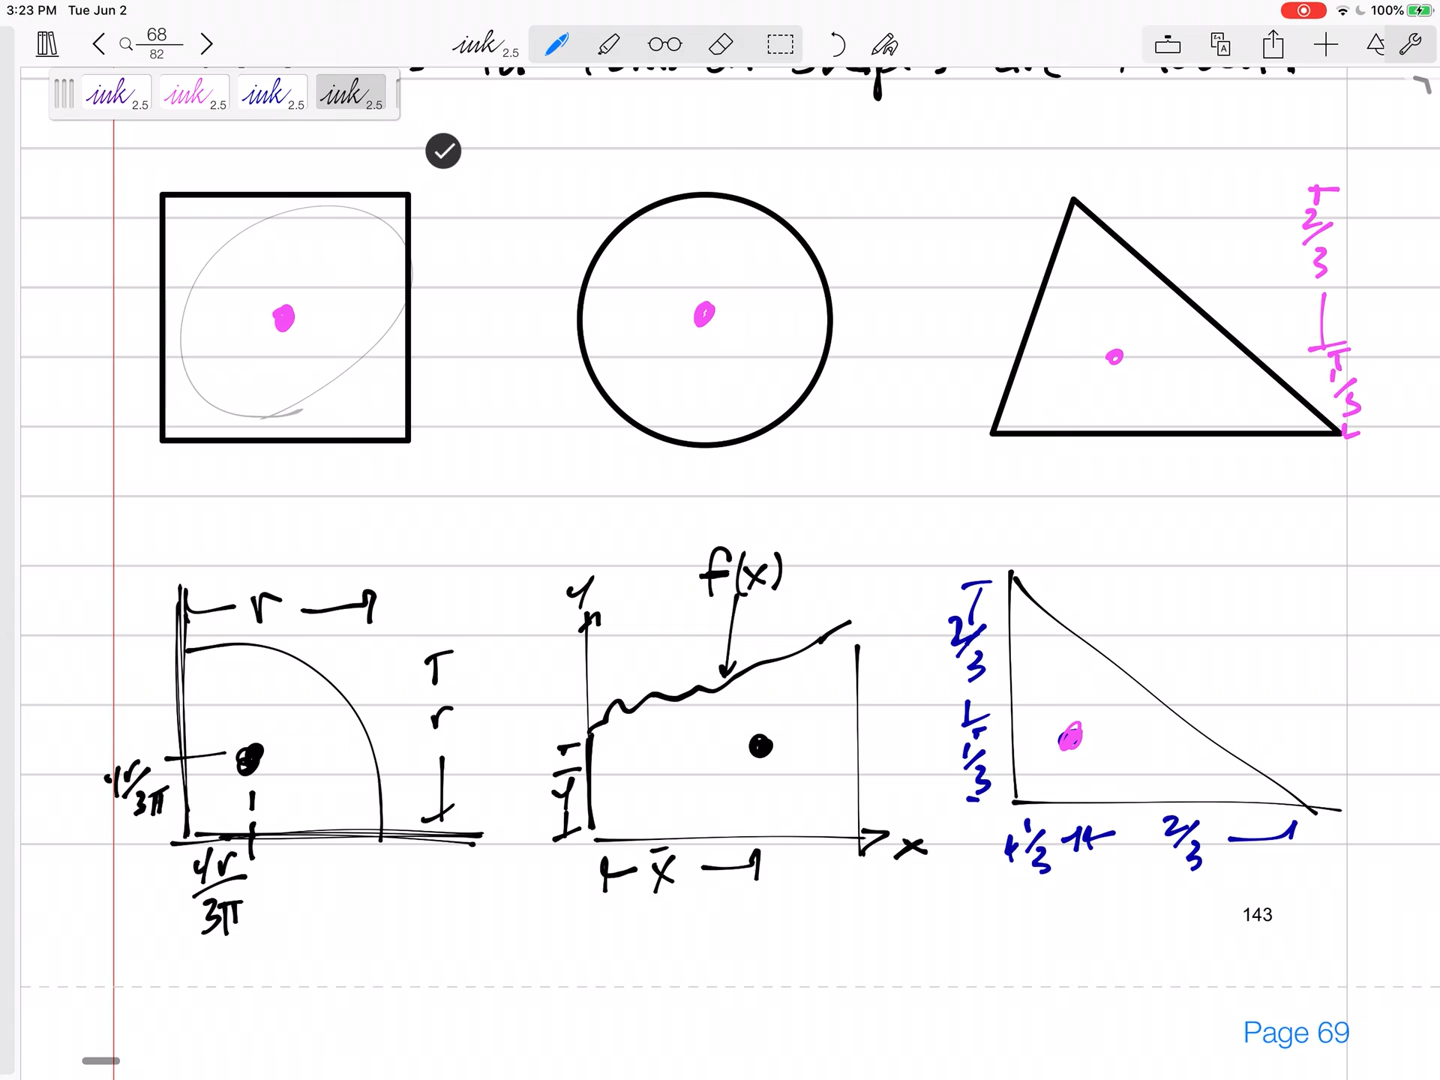 3:23 PM Tue Jun 2
100%
68
82
ink 2.5
ink 2.5
ink 2.5
ink 2.5
ink 2.5
2/3
1/3
r
r
4r/3π
4r
3π
y
f(x)
ȳ
x̄
x
2/3
1/3
1/3
2/3
143
Page 69